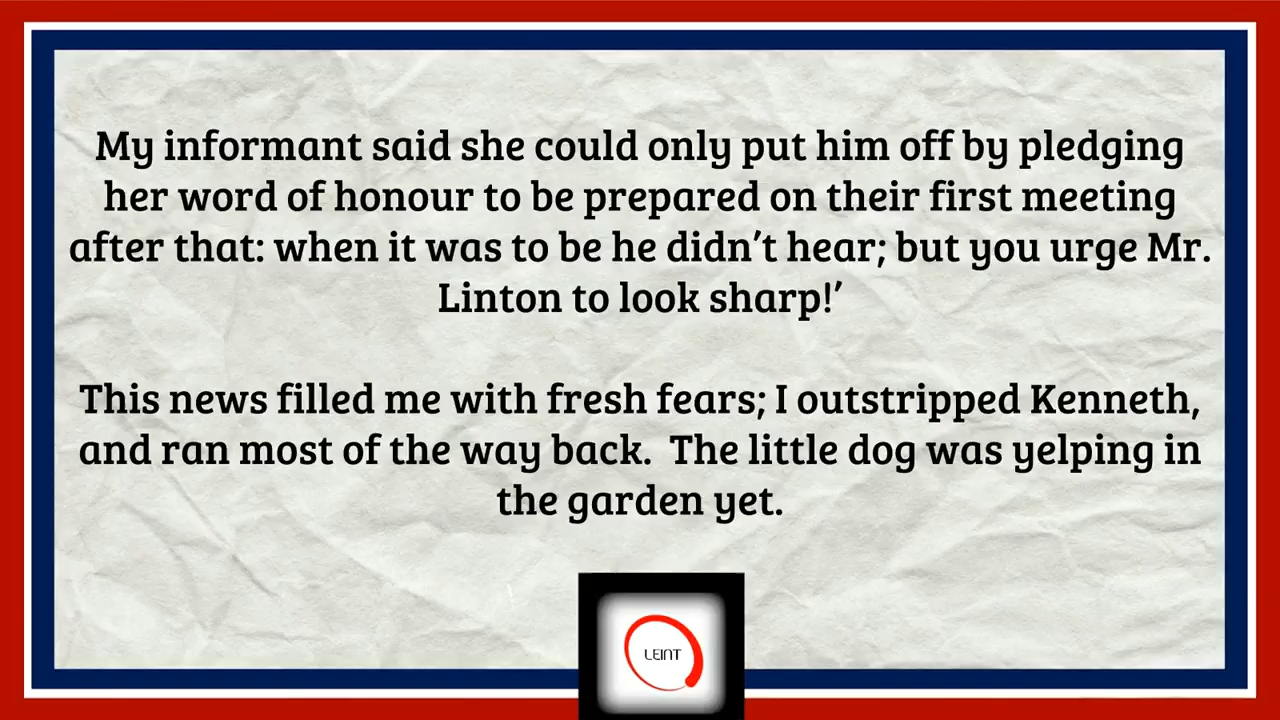 My informant said she could only put him off by pledging
her word of honour to be prepared on their first meeting
after that: when it was to be he didn’t hear; but you urge Mr.
Linton to look sharp!’
This news filled me with fresh fears; I outstripped Kenneth,
and ran most of the way back.  The little dog was yelping in
the garden yet.
LEINT